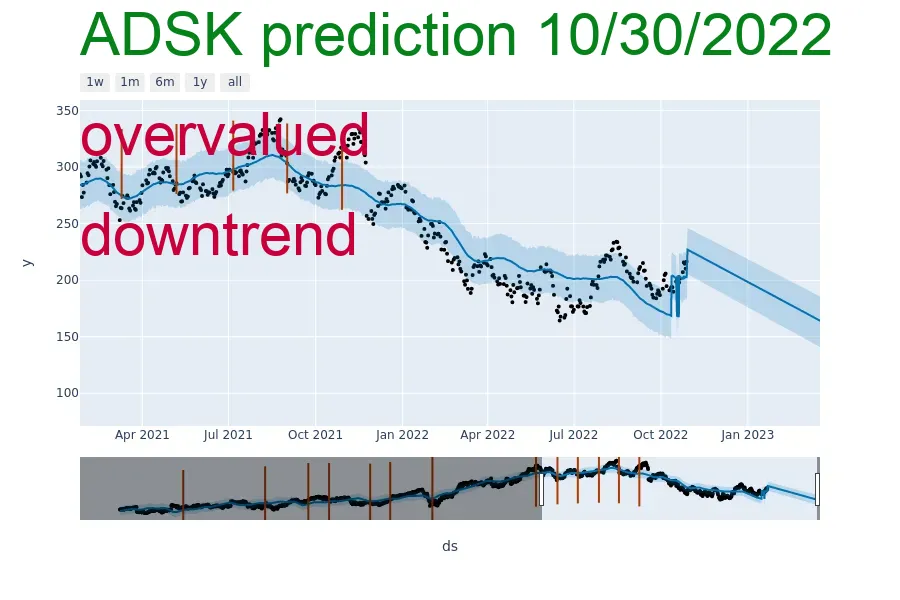 ADSK prediction 10/30/2022
1w 1m 6m 1y all
overvalued
downtrend
350
300
250
200
150
100
y
Apr 2021 Jul 2021 Oct 2021 Jan 2022 Apr 2022 Jul 2022 Oct 2022 Jan 2023
ds